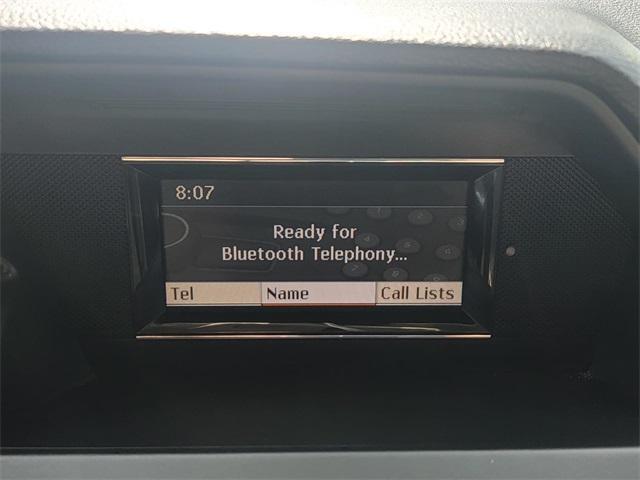 8:07
Ready for
Bluetooth Telephony...
Tel Name Call Lists